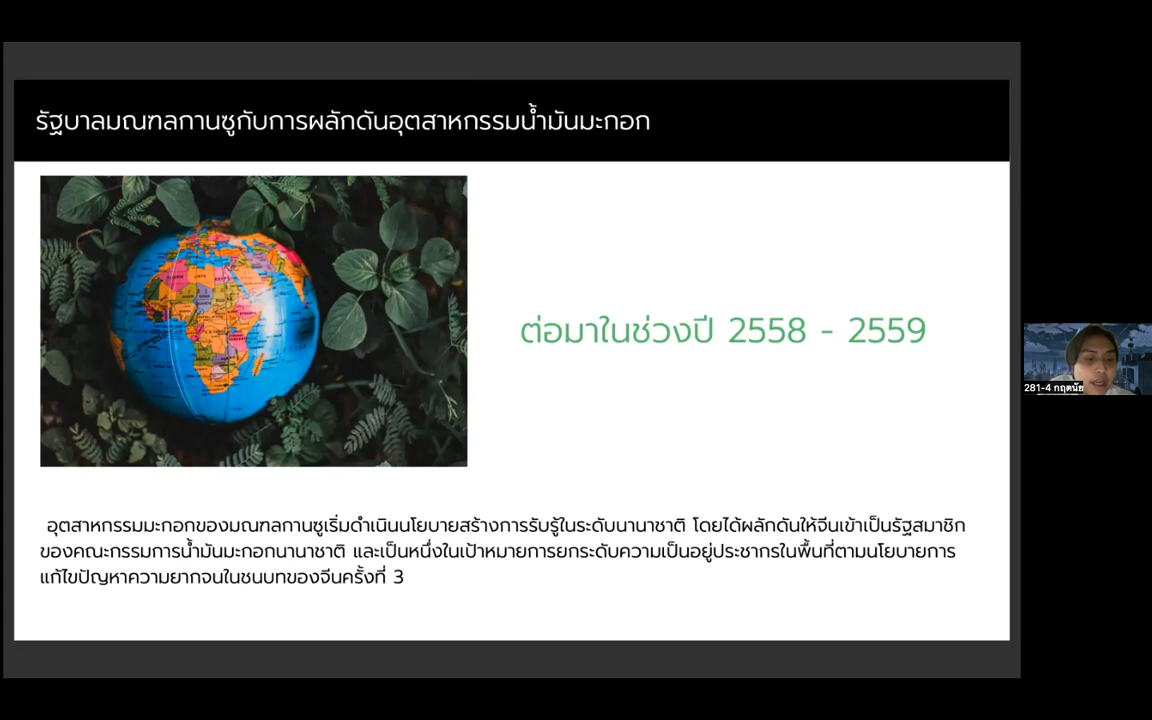 รัฐบาลมณฑลกานซูกับการผลักดันอุตสาหกรรมน้ำมันมะกอก
ต่อมาในช่วงปี 2558 - 2559
อุตสาหกรรมมะกอกของมณฑลกานซูเริ่มดำเนินนโยบายสร้างการรับรู้ในระดับนานาชาติ โดยได้ผลักดันให้จีนเข้าเป็นรัฐสมาชิก
ของคณะกรรมการน้ำมันมะกอกนานาชาติ และเป็นหนึ่งในเป้าหมายการยกระดับความเป็นอยู่ประชากรในพื้นที่ตามนโยบายการ
แก้ไขปัญหาความยากจนในชนบทของจีนครั้งที่ 3
281-4 กฤตนัย